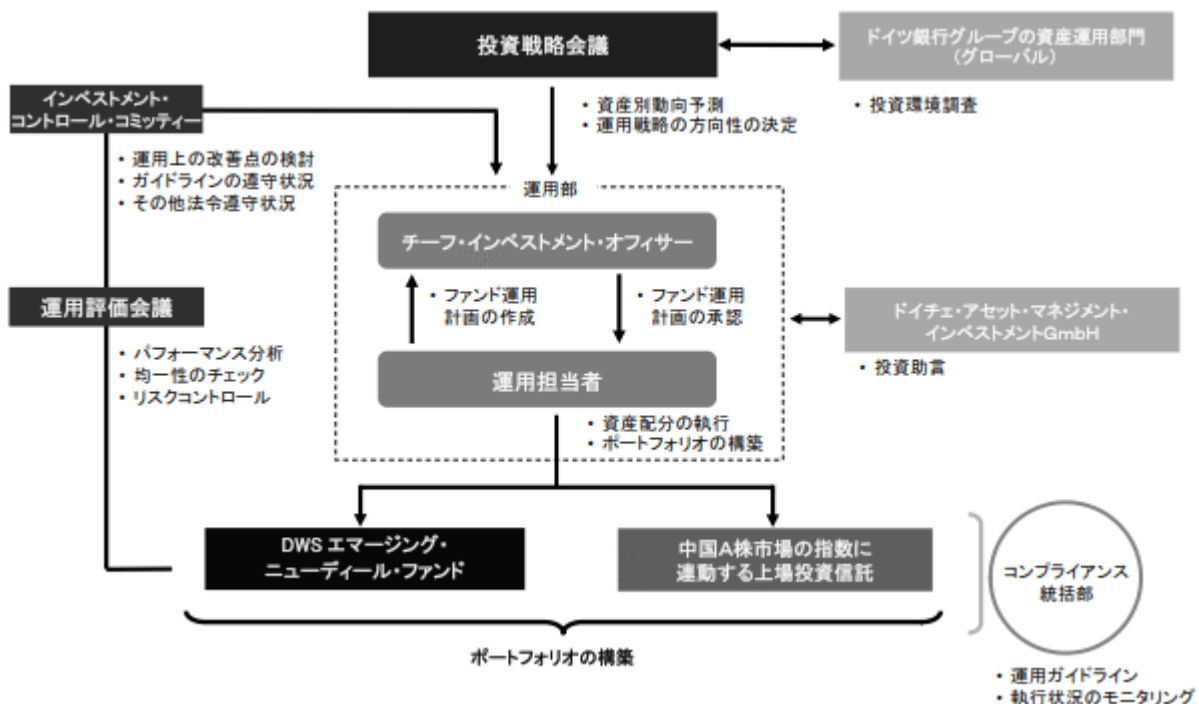 投資戦略会議
ドイツ銀行グループの資産運用部門
(グローバル)
・ 投資環境調査
・ 資産別動向予測
・ 運用戦略の方向性の決定
インベストメント・
コントロール・コミッティー
・ 運用上の改善点の検討
・ ガイドラインの遵守状況
・ その他法令遵守状況
運用部
チーフ・インベストメント・オフィサー
・ ファンド運用
計画の作成
・ ファンド運用
計画の承認
運用担当者
・ 資産配分の執行
・ ポートフォリオの構築
運用評価会議
・ パフォーマンス分析
・ 均一性のチェック
・ リスクコントロール
ドイチェ・アセット・マネジメント・
インベストメントGmbH
・ 投資助言
DWS エマージング・
ニューディール・ファンド
中国A株市場の指数に
連動する上場投資信託
ポートフォリオの構築
コンプライアンス
統括部
・ 運用ガイドライン
・ 執行状況のモニタリング